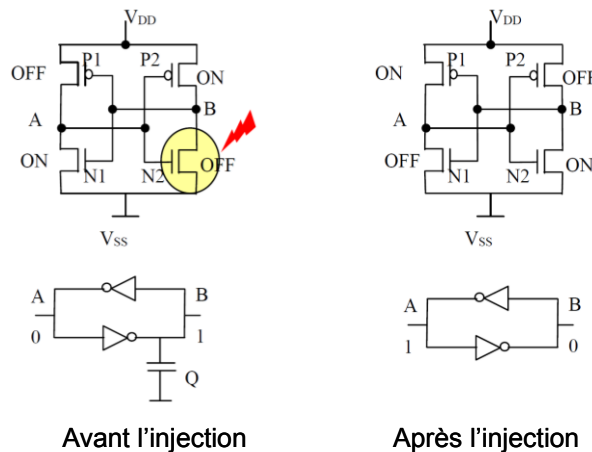 VDD
P1
P2
OFF
ON
A
B
ON
N1
N2
OFF
VSS
A
B
0
1
Q
Avant l'injection
VDD
P1
P2
ON
OFF
A
B
OFF
N1
N2
ON
VSS
A
B
1
0
Après l'injection